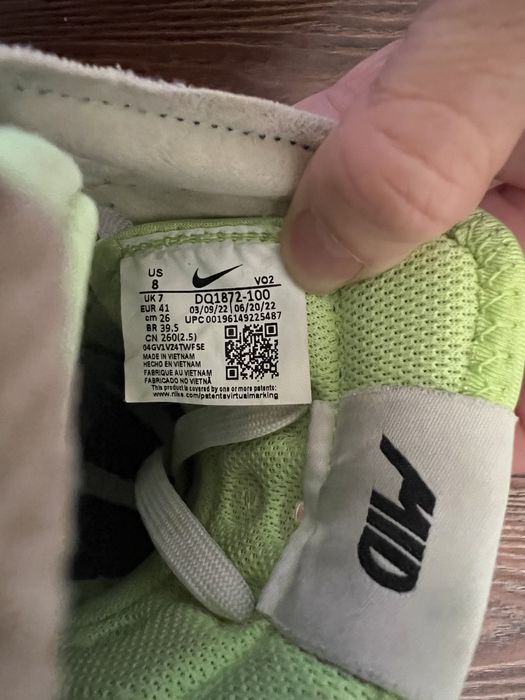 US
8
VO2
UK 7
DQ1872-100
EUR 41
03/09/22 | 06/20/22
cm 26
UPC 00196149225487
BR 39.5
CN 260(2.5)
04GV1VZ4TWFSE
MADE IN VIETNAM
HECHO EN VIETNAM
FABRIQUE AU VIETNAM
FABRICADO NO VIETNÃ
This product is covered by one or more patents:
www.nike.com/patentsvirtualmarking
MID